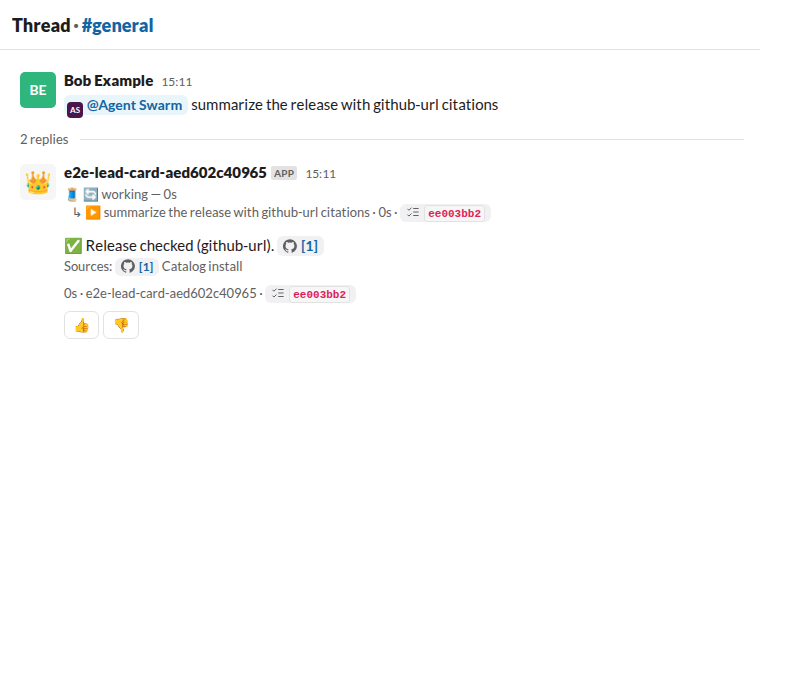 Thread · #general
BE
Bob Example 15:11
AS @Agent Swarm summarize the release with github-url citations
2 replies
e2e-lead-card-aed602c40965 APP 15:11
🧵 🔄 working — 0s
↳ ▶️ summarize the release with github-url citations · 0s · ee003bb2
✅ Release checked (github-url). [1]
Sources: [1] Catalog install
0s · e2e-lead-card-aed602c40965 · ee003bb2
👍 👎